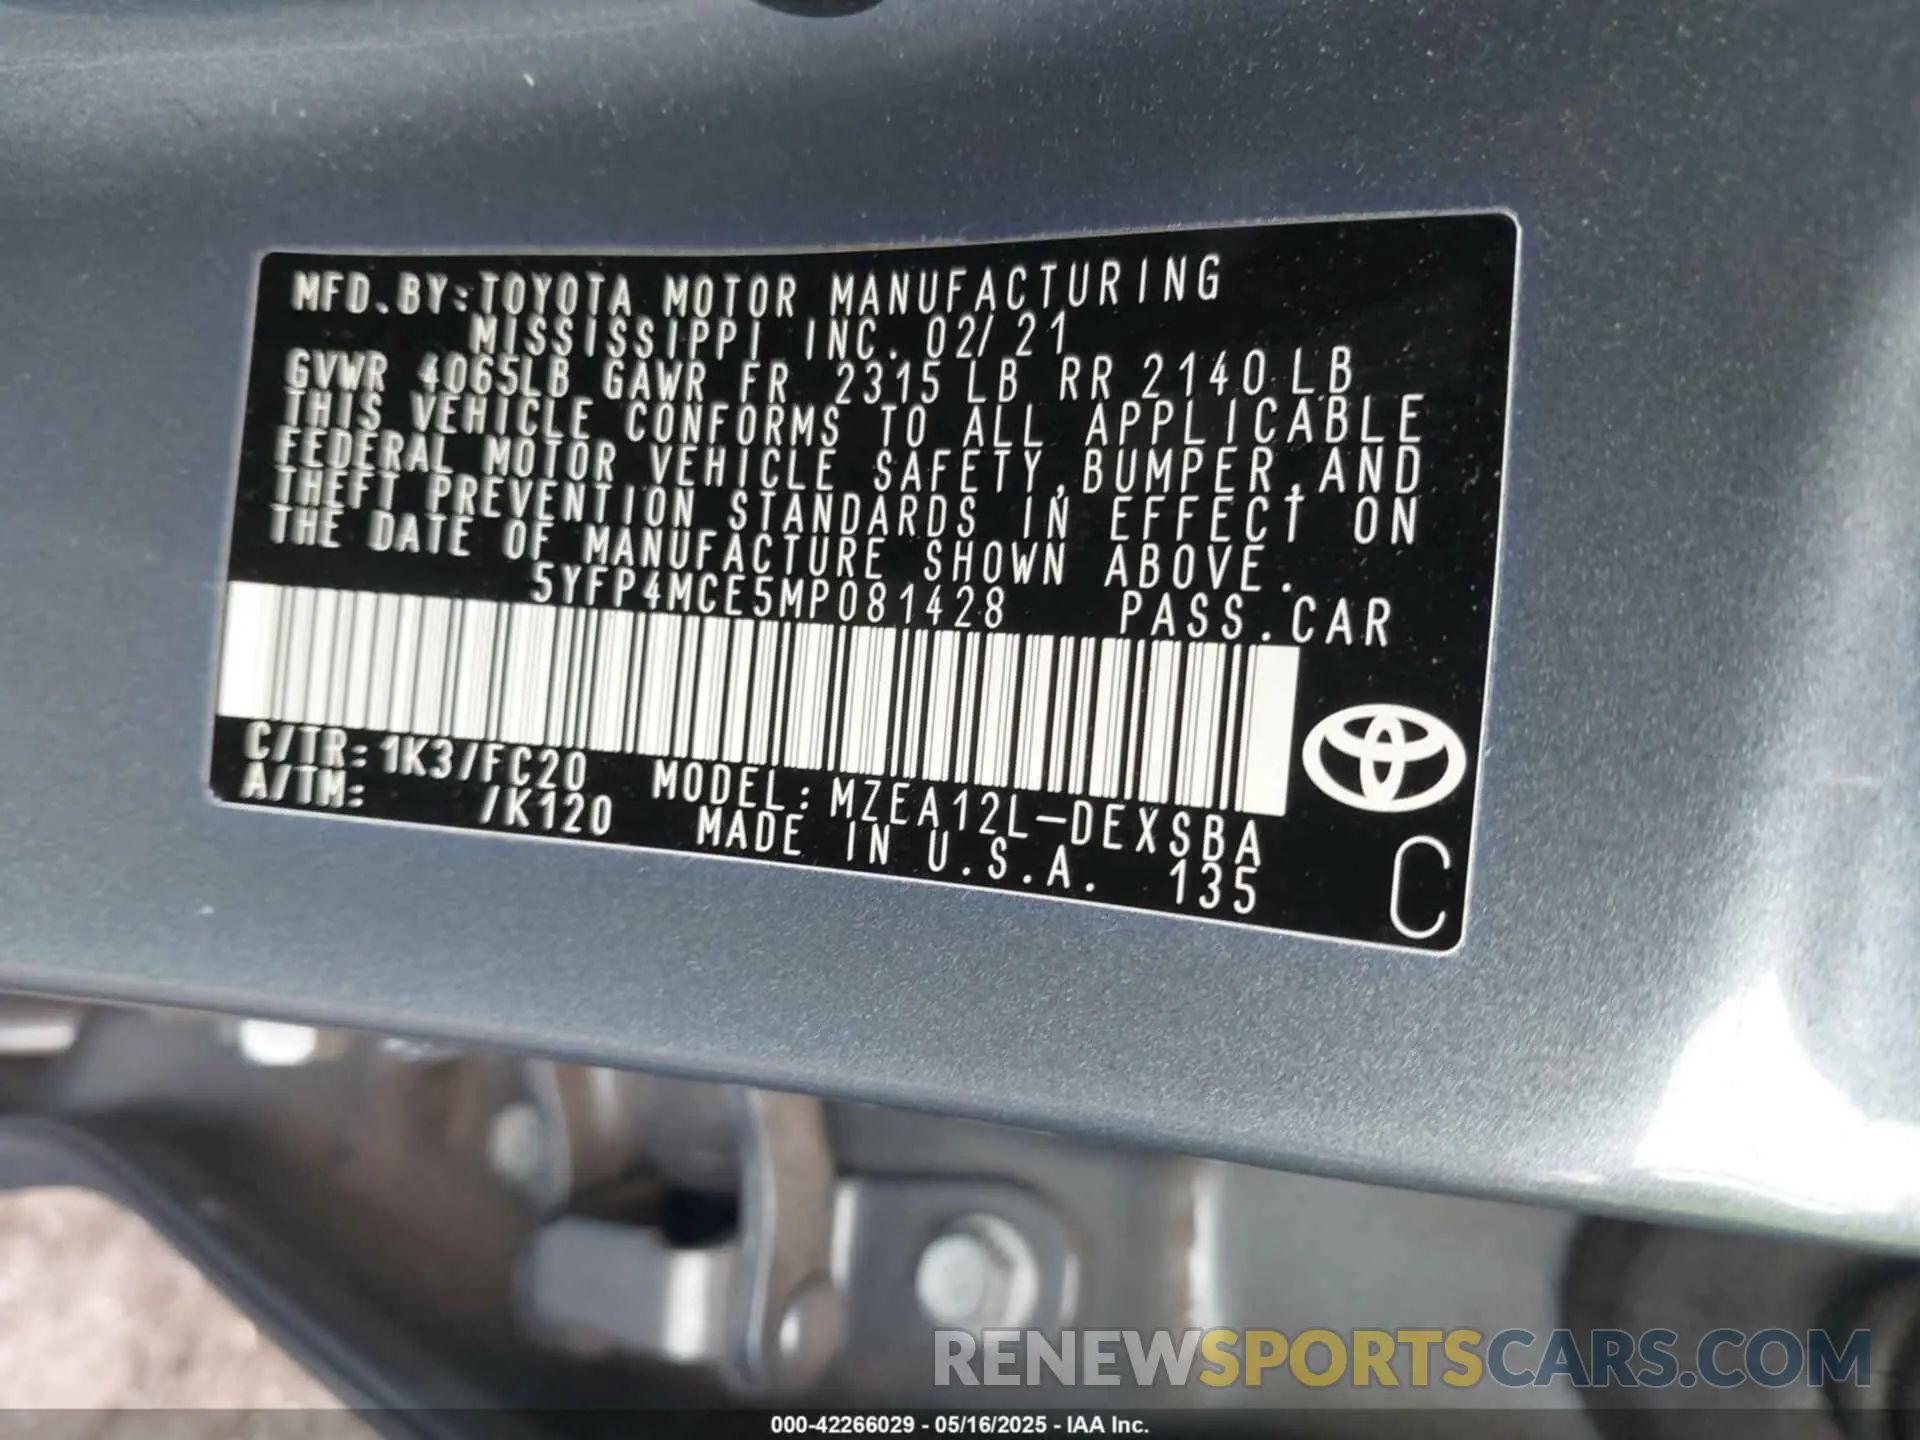 MFD.BY:TOYOTA MOTOR MANUFACTURING
MISSISSIPPI INC. 02/21
GVWR 4065LB GAWR FR 2315 LB RR 2140 LB
THIS VEHICLE CONFORMS TO ALL APPLICABLE
FEDERAL MOTOR VEHICLE SAFETY,BUMPER,AND
THEFT PREVENTION STANDARDS IN EFFECT ON
THE DATE OF MANUFACTURE SHOWN ABOVE.
5YFP4MCE5MP081428 PASS.CAR
C/TR:1K3/FC20 MODEL:MZEA12L-DEXSBA
A/TM: /K120 MADE IN U.S.A. 135
C
RENEWSPORTSCARS.COM
000-42266029 - 05/16/2025 - IAA Inc.